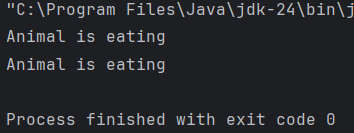 "C:\Program Files\Java\jdk-24\bin\j
Animal is eating
Animal is eating
Process finished with exit code 0